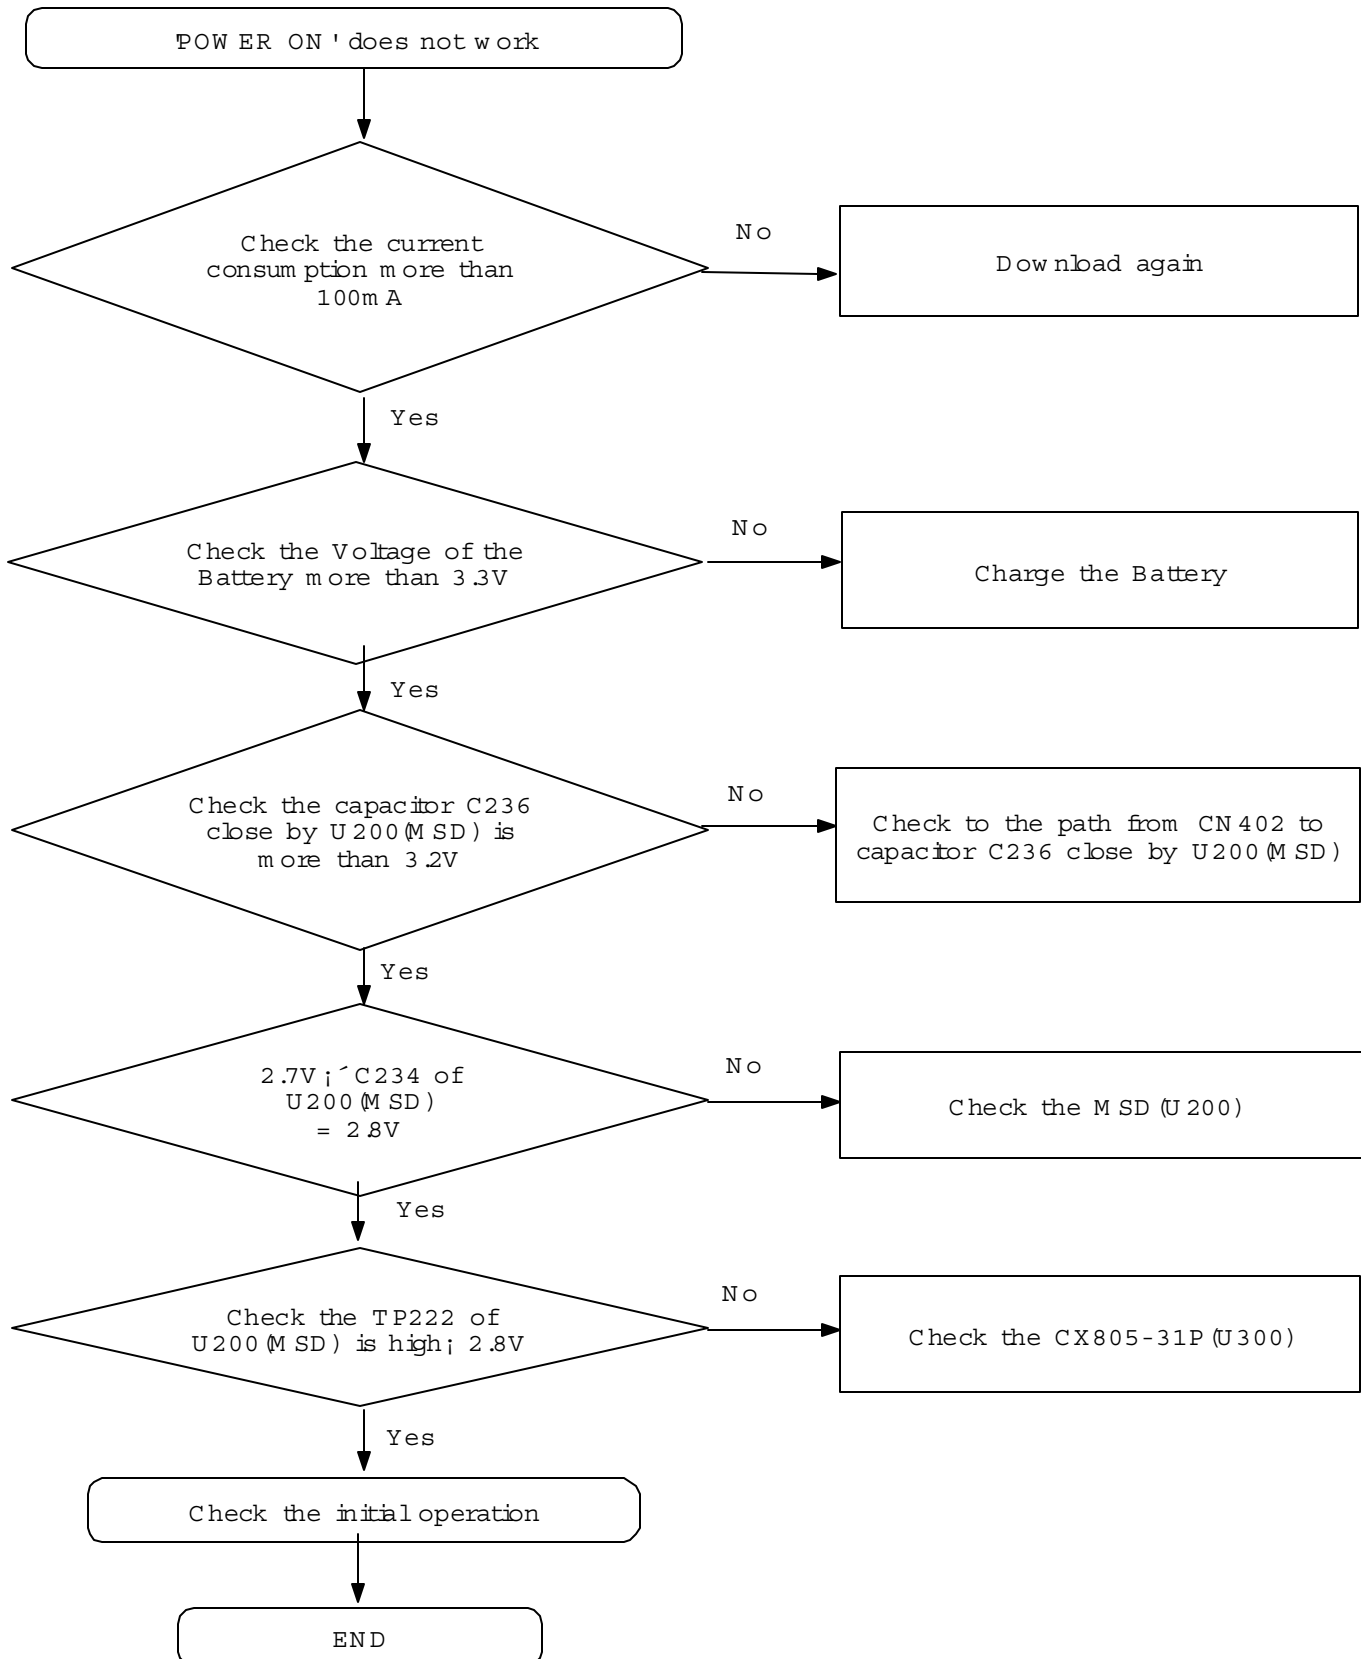 'POWER ON' does not work
Check the current
consumption more than
100mA
No
Download again
Yes
Check the Voltage of the
Battery more than 3.3V
No
Charge the Battery
Yes
Check the capacitor C236
close by U200(MSD) is
more than 3.2V
No
Check to the path from CN402 to
capacitor C236 close by U200(MSD)
Yes
2.7V¡´C234 of
U200(MSD)
= 2.8V
No
Check the MSD(U200)
Yes
Check the TP222 of
U200(MSD) is high¡ 2.8V
No
Check the CX805-31P(U300)
Yes
Check the initial operation
END